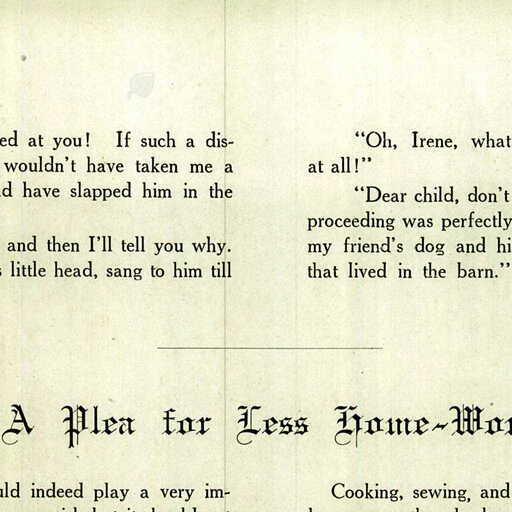 ed at you! If such a dis-
wouldn't have taken me a
d have slapped him in the
and then I'll tell you why.
s little head, sang to him till
"Oh, Irene, what
at all!"
"Dear child, don't
proceeding was perfectly
my friend's dog and hi
that lived in the barn."
A Plea for Less Home-Wor
uld indeed play a very im-
Cooking, sewing, and